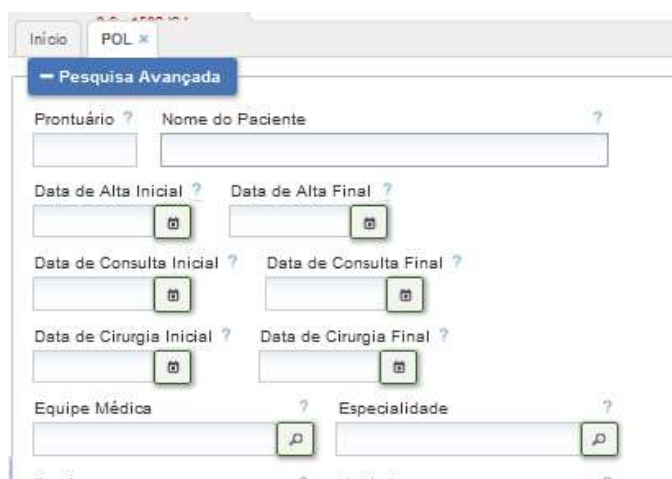 Início POL ×
Pesquisa Avançada
Prontuário ? Nome do Paciente ?
Data de Alta Inicial ? Data de Alta Final ?
Data de Consulta Inicial ? Data de Consulta Final ?
Data de Cirurgia Inicial ? Data de Cirurgia Final ?
Equipe Médica ? Especialidade ?